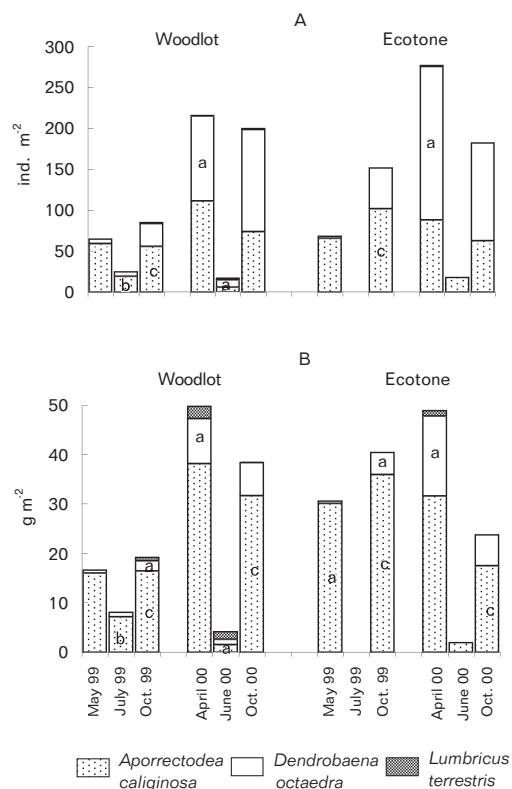 A
Woodlot Ecotone
ind. m-2
300
250
200
150
100
50
0
a
b
c
a
a
c
a
B
Woodlot Ecotone
g m-2
50
40
30
20
10
0
b
a
c
a
a
c
a
a
c
a
c
May 99
July 99
Oct. 99
April 00
June 00
Oct. 00
May 99
July 99
Oct. 99
April 00
June 00
Oct. 00
Aporrectodea caliginosa
Dendrobaena octaedra
Lumbricus terrestris